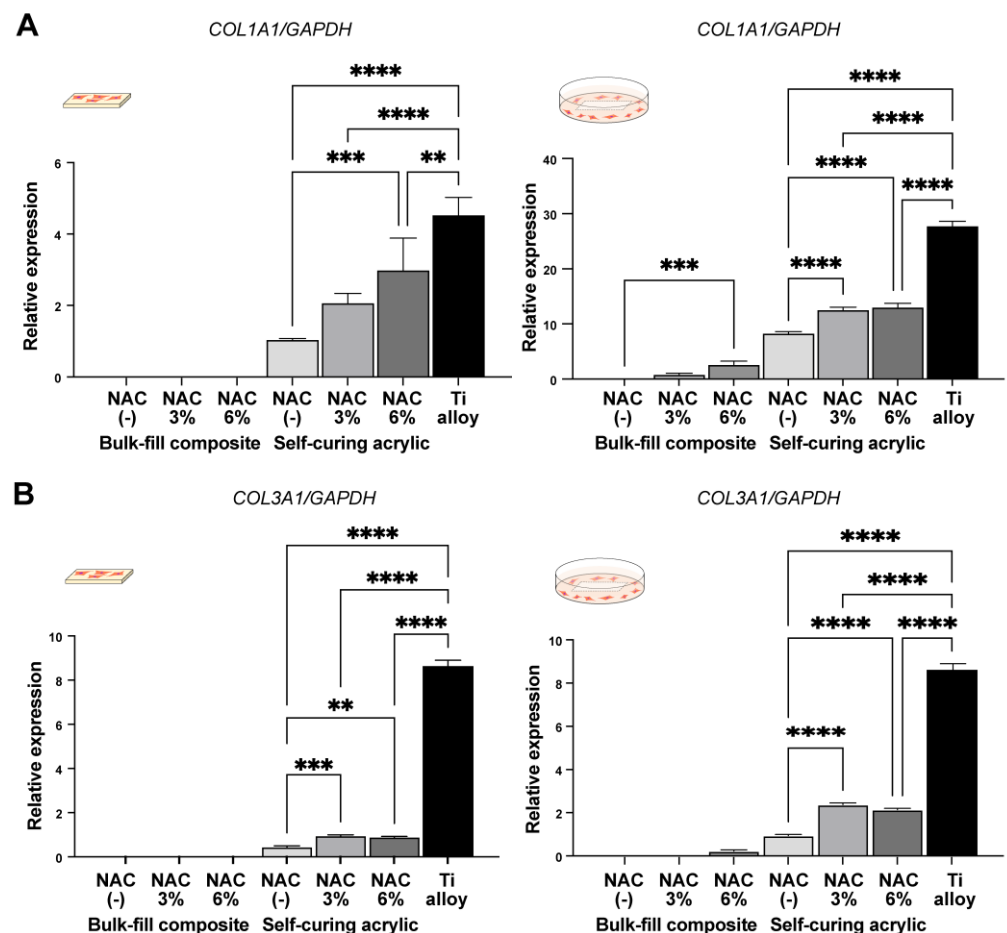 A
COL1A1/GAPDH
****
****
***
**
Relative expression
6
4
2
0
NAC NAC NAC NAC NAC NAC Ti
(-) 3% 6% (-) 3% 6% alloy
Bulk-fill composite Self-curing acrylic
COL1A1/GAPDH
****
****
****
****
***
****
Relative expression
40
30
20
10
0
NAC NAC NAC NAC NAC NAC Ti
(-) 3% 6% (-) 3% 6% alloy
Bulk-fill composite Self-curing acrylic
B
COL3A1/GAPDH
****
****
****
**
***
Relative expression
10
8
6
4
2
0
NAC NAC NAC NAC NAC NAC Ti
(-) 3% 6% (-) 3% 6% alloy
Bulk-fill composite Self-curing acrylic
COL3A1/GAPDH
****
****
**** ****
****
Relative expression
10
8
6
4
2
0
NAC NAC NAC NAC NAC NAC Ti
(-) 3% 6% (-) 3% 6% alloy
Bulk-fill composite Self-curing acrylic